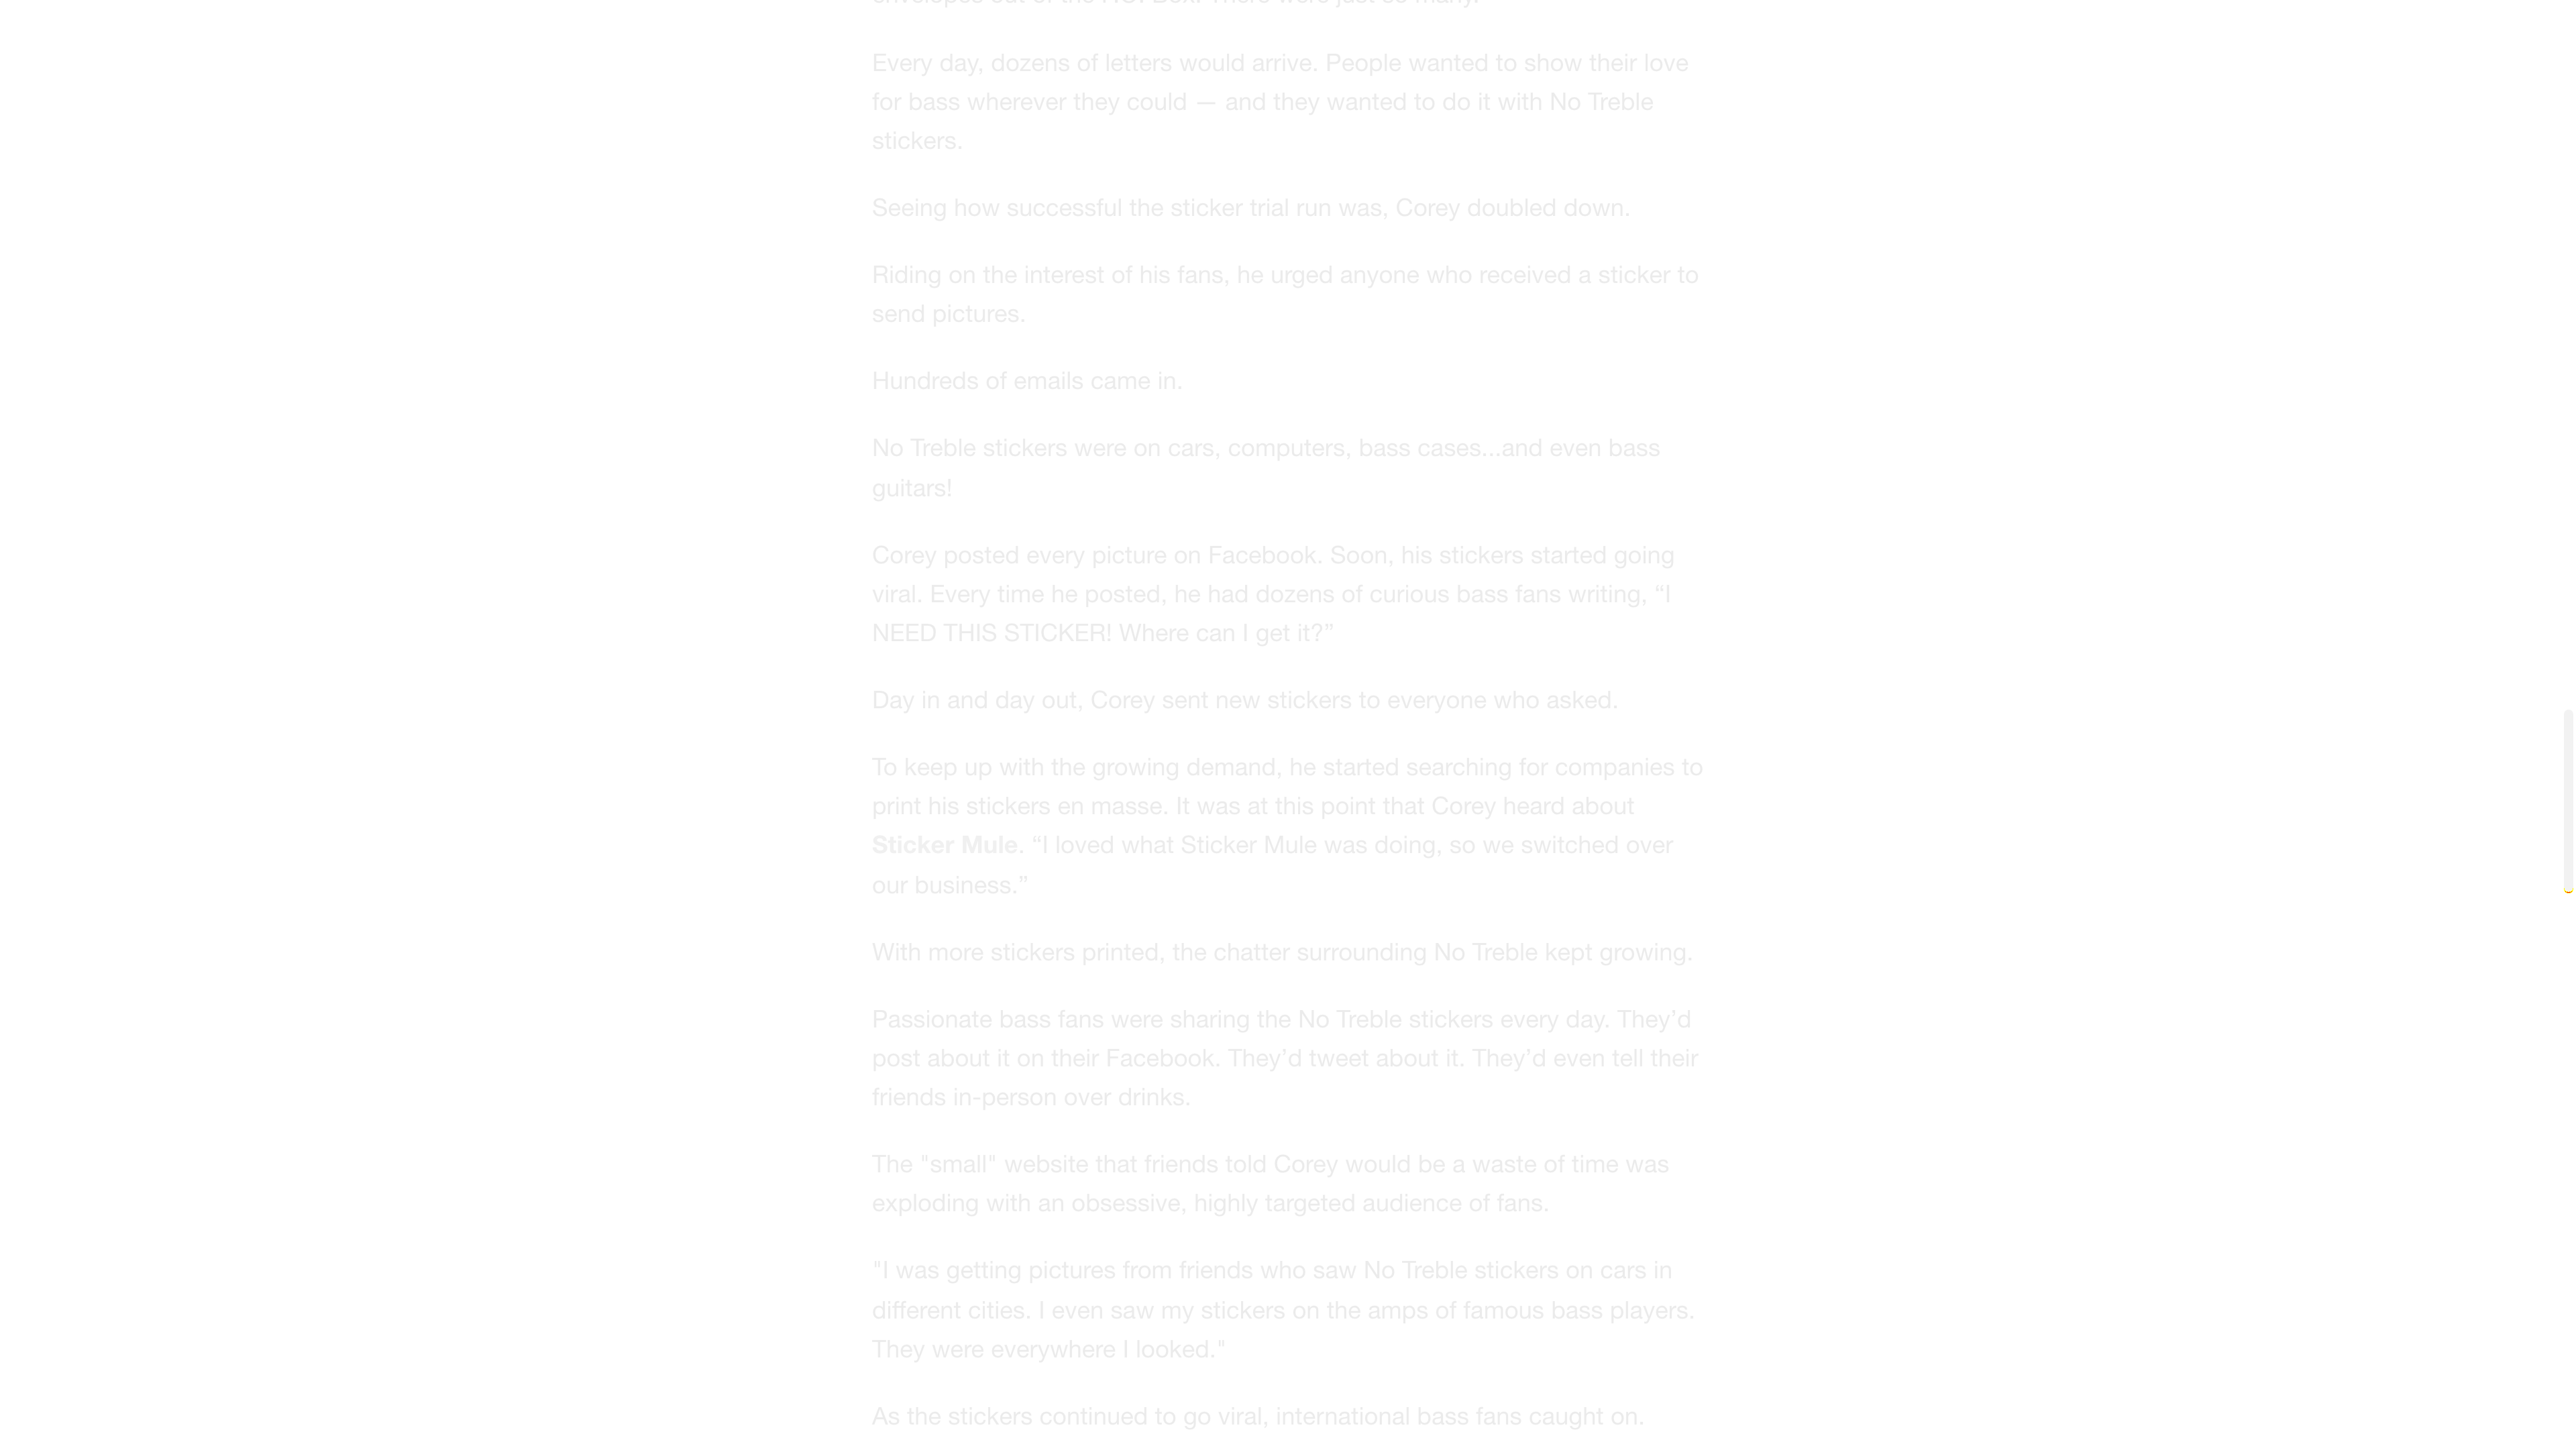 Every day, dozens of letters would arrive. People wanted to show their love
for bass wherever they could — and they wanted to do it with No Treble
stickers.
Seeing how successful the sticker trial run was, Corey doubled down.
Riding on the interest of his fans, he urged anyone who received a sticker to
send pictures.
Hundreds of emails came in.
No Treble stickers were on cars, computers, bass cases...and even bass
guitars!
Corey posted every picture on Facebook. Soon, his stickers started going
viral. Every time he posted, he had dozens of curious bass fans writing, “I
NEED THIS STICKER! Where can I get it?”
Day in and day out, Corey sent new stickers to everyone who asked.
To keep up with the growing demand, he started searching for companies to
print his stickers en masse. It was at this point that Corey heard about
Sticker Mule. “I loved what Sticker Mule was doing, so we switched over
our business.”
With more stickers printed, the chatter surrounding No Treble kept growing.
Passionate bass fans were sharing the No Treble stickers every day. They’d
post about it on their Facebook. They’d tweet about it. They’d even tell their
friends in-person over drinks.
The "small" website that friends told Corey would be a waste of time was
exploding with an obsessive, highly targeted audience of fans.
"I was getting pictures from friends who saw No Treble stickers on cars in
different cities. I even saw my stickers on the amps of famous bass players.
They were everywhere I looked."
As the stickers continued to go viral, international bass fans caught on.